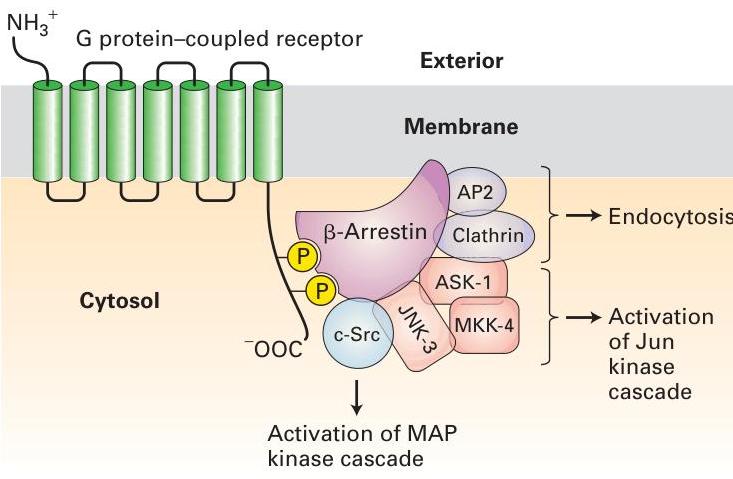 NH3+
G protein–coupled receptor
Exterior
Membrane
AP2
β-Arrestin
Clathrin
Endocytosis
P
ASK-1
P
Cytosol
c-Src
JNK-3
MKK-4
Activation
of Jun
kinase
cascade
⁻OOC
Activation of MAP
kinase cascade